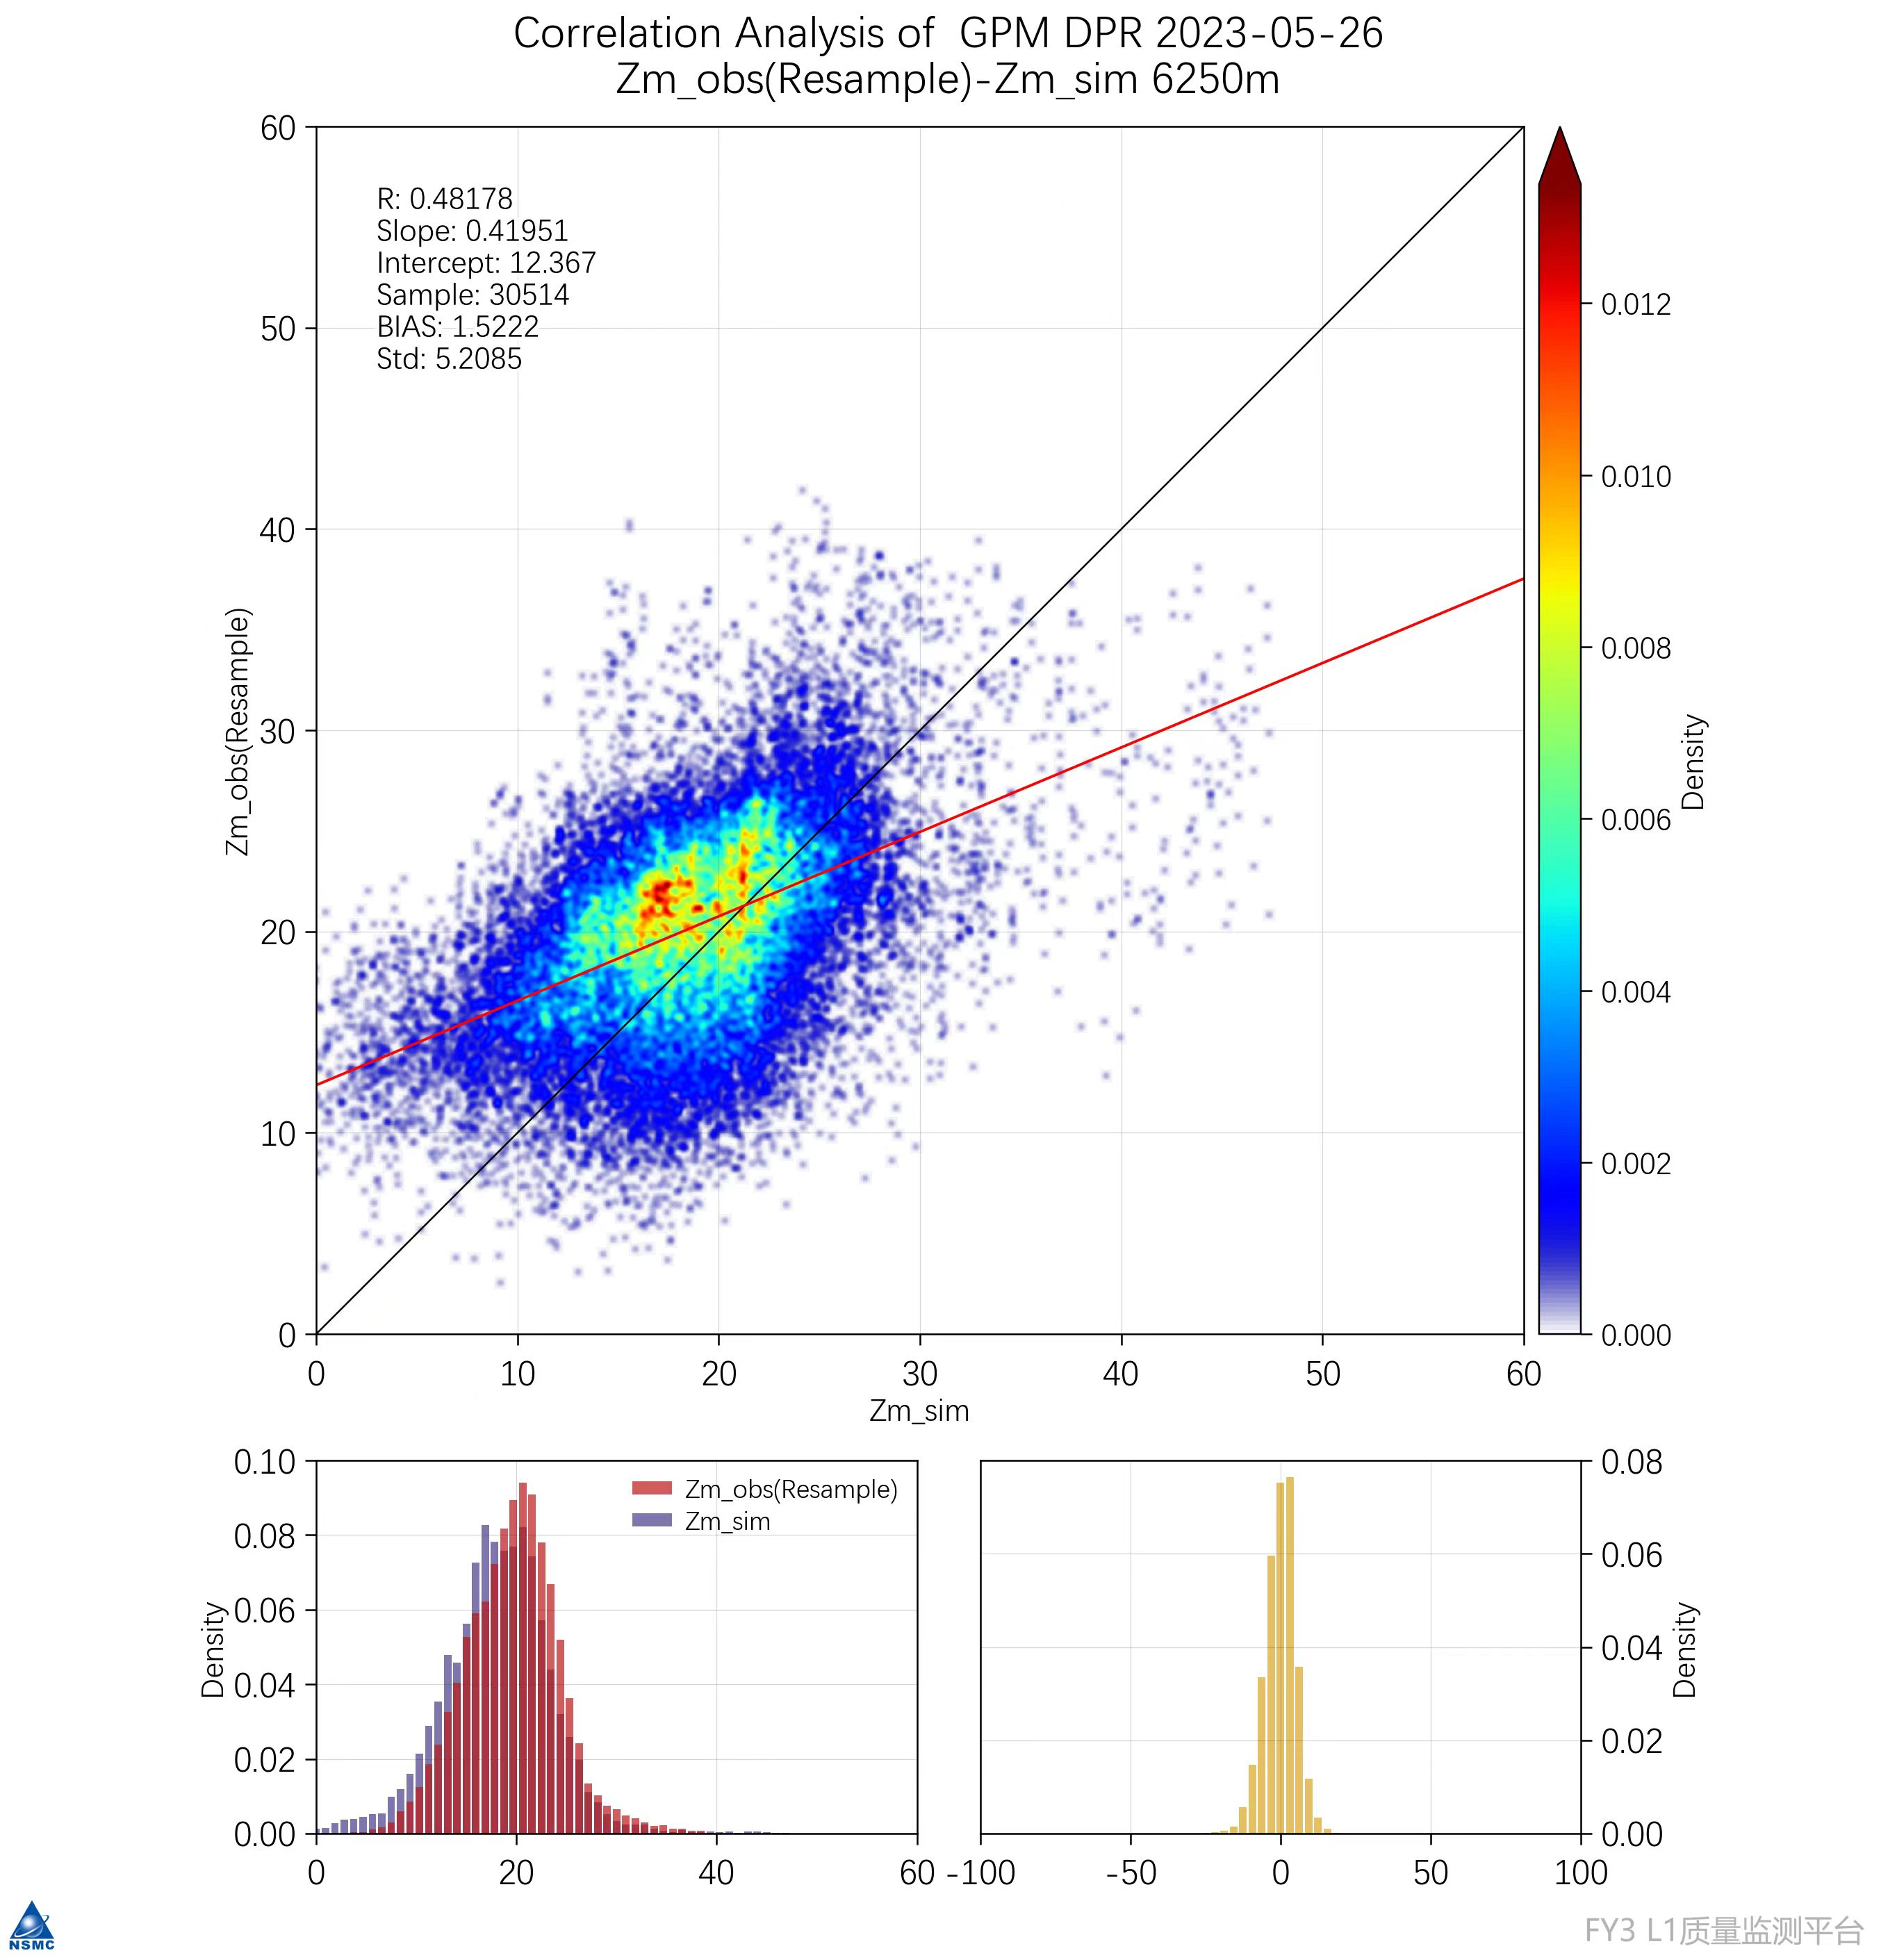 Correlation Analysis of  GPM DPR 2023-05-26
Zm_obs(Resample)-Zm_sim 6250m
R: 0.48178
Slope: 0.41951
Intercept: 12.367
Sample: 30514
BIAS: 1.5222
Std: 5.2085
60
50
40
30
20
10
0
Zm_obs(Resample)
0 10 20 30 40 50 60
Zm_sim
0.012
0.010
0.008
0.006
0.004
0.002
0.000
Density
0.10
0.08
0.06
0.04
0.02
0.00
Density
Zm_obs(Resample)
Zm_sim
0 20 40 60
0.08
0.06
0.04
0.02
0.00
Density
-100 -50 0 50 100
NSMC
FY3 L1质量监测平台